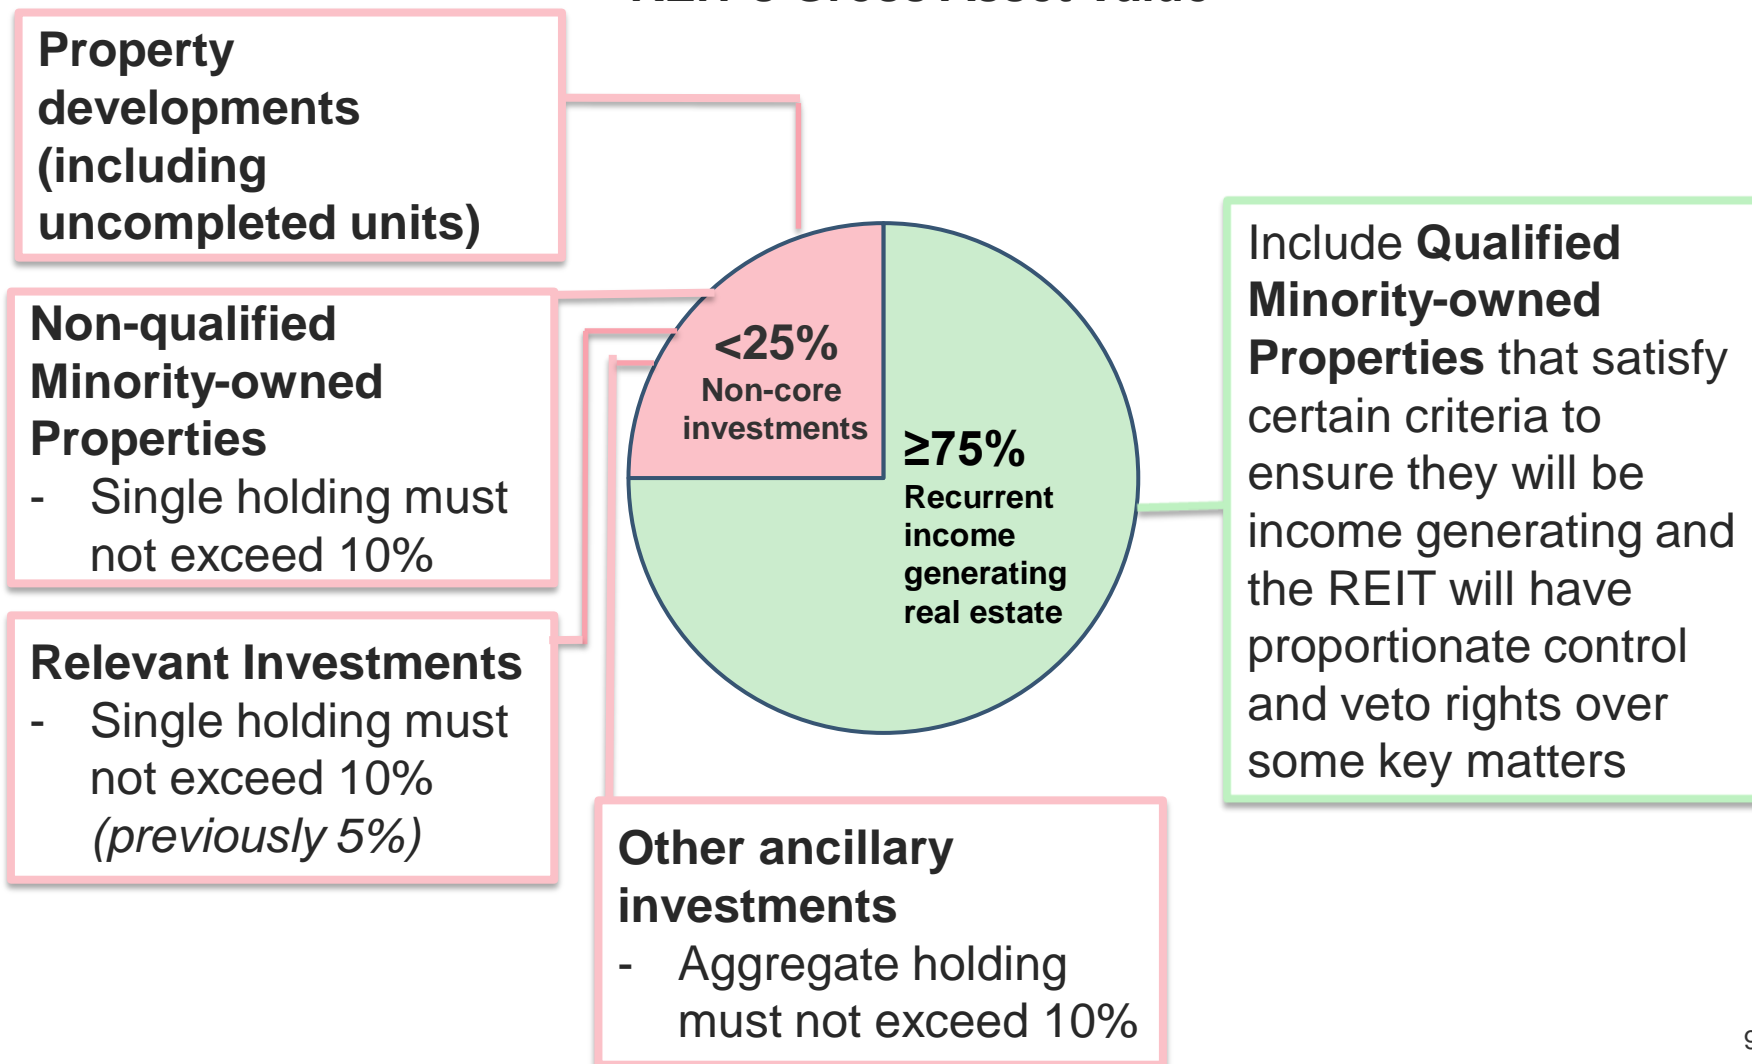 Property
developments
(including
uncompleted units)
Non-qualified
Minority-owned
Properties
- Single holding must
not exceed 10%
Relevant Investments
- Single holding must
not exceed 10%
(previously 5%)
<25%
Non-core
investments
≥75%
Recurrent
income
generating
real estate
Other ancillary
investments
- Aggregate holding
must not exceed 10%
Include Qualified
Minority-owned
Properties that satisfy
certain criteria to
ensure they will be
income generating and
the REIT will have
proportionate control
and veto rights over
some key matters
9